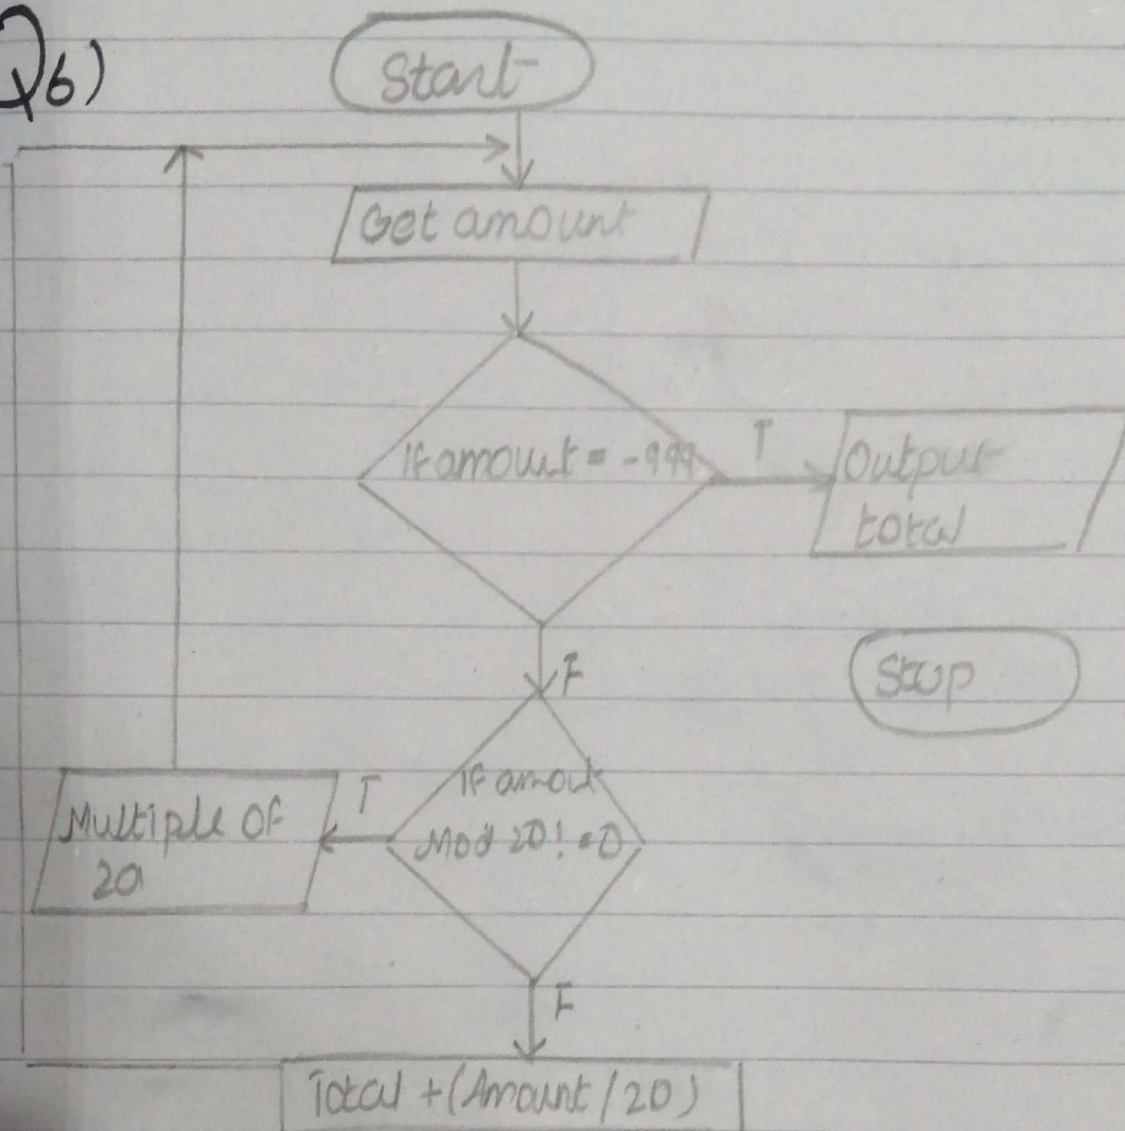 Q6)
Start
Get amount
If amount = -999
T
Output
total
F
Stop
If amout
Mod 20! = 0
T
Multiple of
20
F
Total + (Amount / 20)